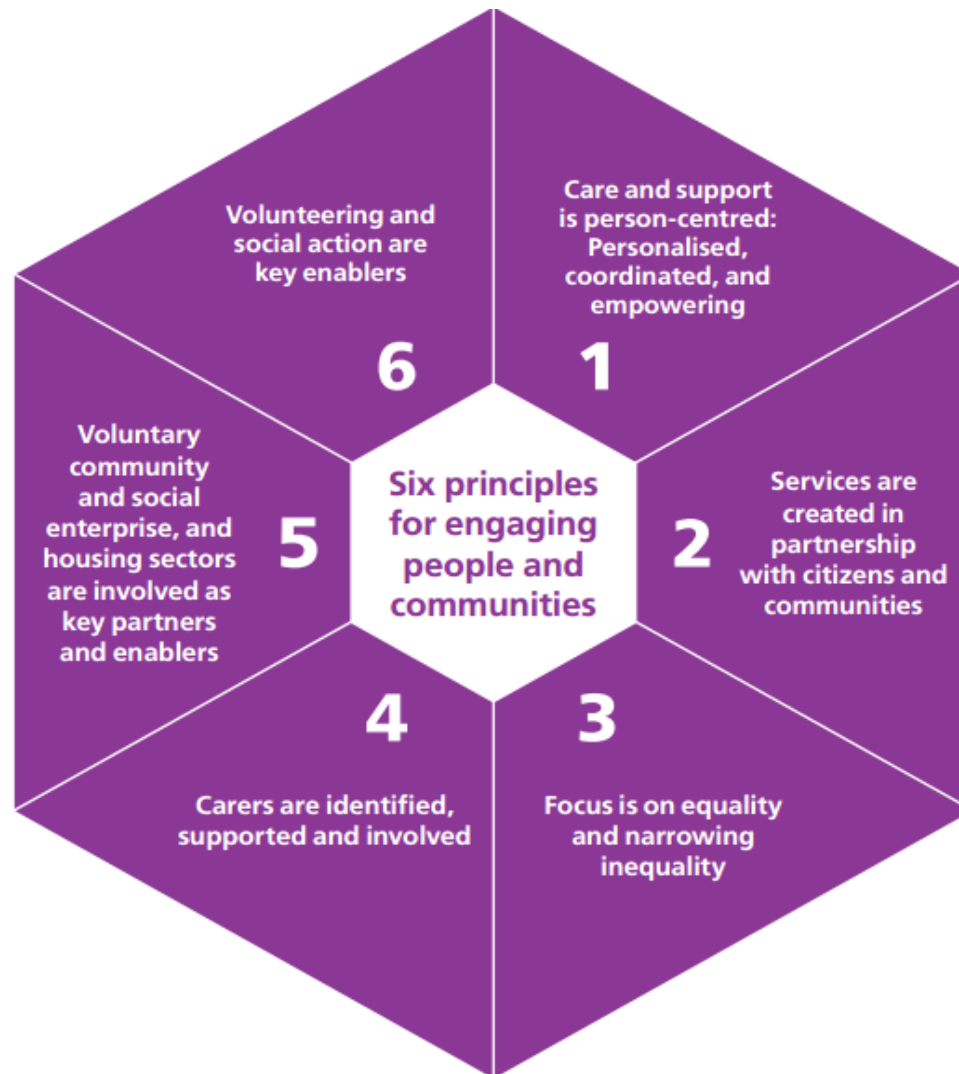 Six principles
for engaging
people and
communities
1
Care and support
is person-centred:
Personalised,
coordinated, and
empowering
2
Services are
created in
partnership
with citizens and
communities
3
Focus is on equality
and narrowing
inequality
4
Carers are identified,
supported and involved
5
Voluntary
community
and social
enterprise, and
housing sectors
are involved as
key partners
and enablers
6
Volunteering and
social action are
key enablers